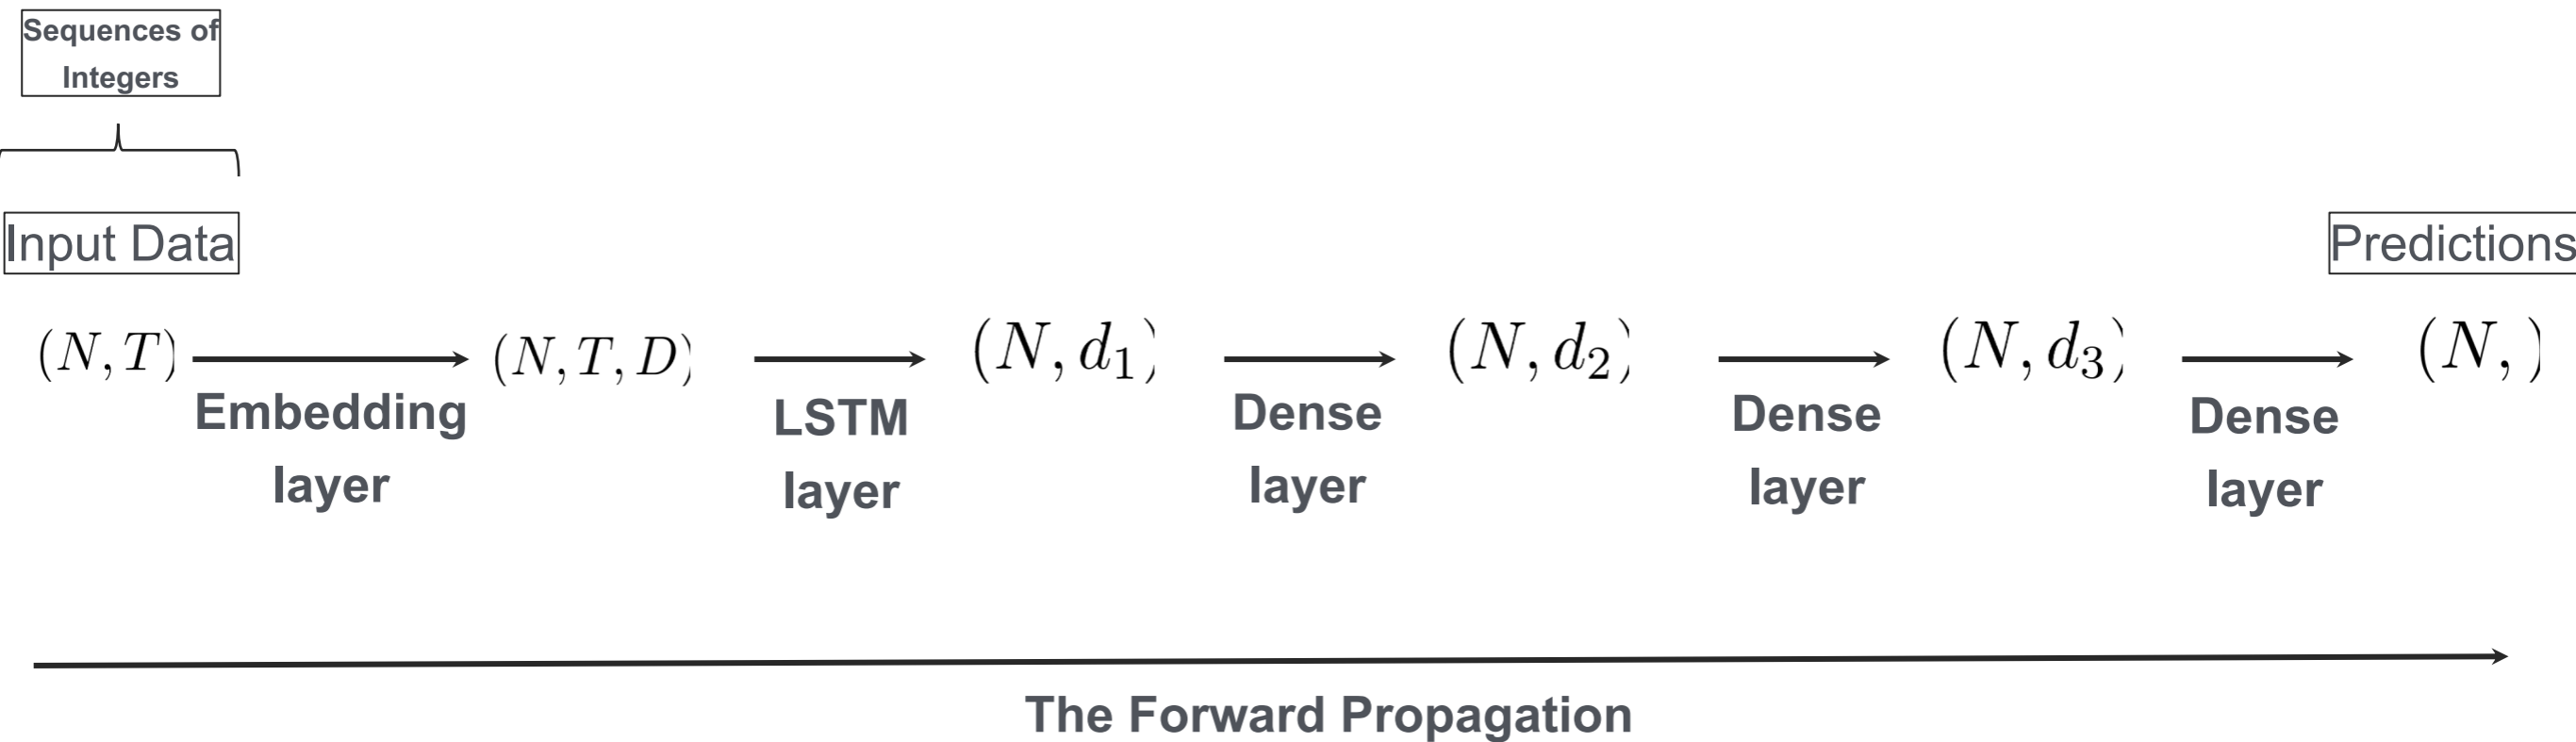 Sequences of
Integers
Input Data
Predictions
(N, T)
(N, T, D)
(N, d₁)
(N, d₂)
(N, d₃)
(N, )
Embedding
layer
LSTM
layer
Dense
layer
Dense
layer
Dense
layer
The Forward Propagation